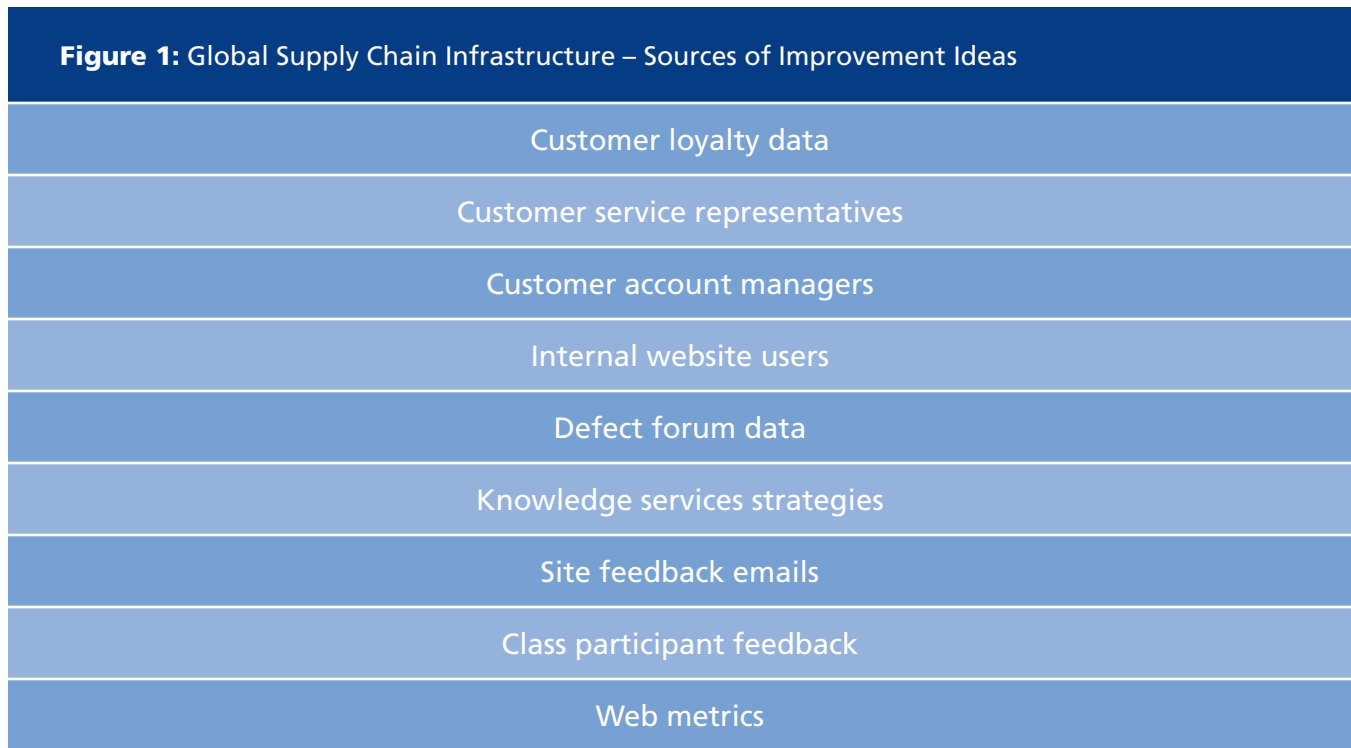 Figure 1: Global Supply Chain Infrastructure – Sources of Improvement Ideas
Customer loyalty data
Customer service representatives
Customer account managers
Internal website users
Defect forum data
Knowledge services strategies
Site feedback emails
Class participant feedback
Web metrics